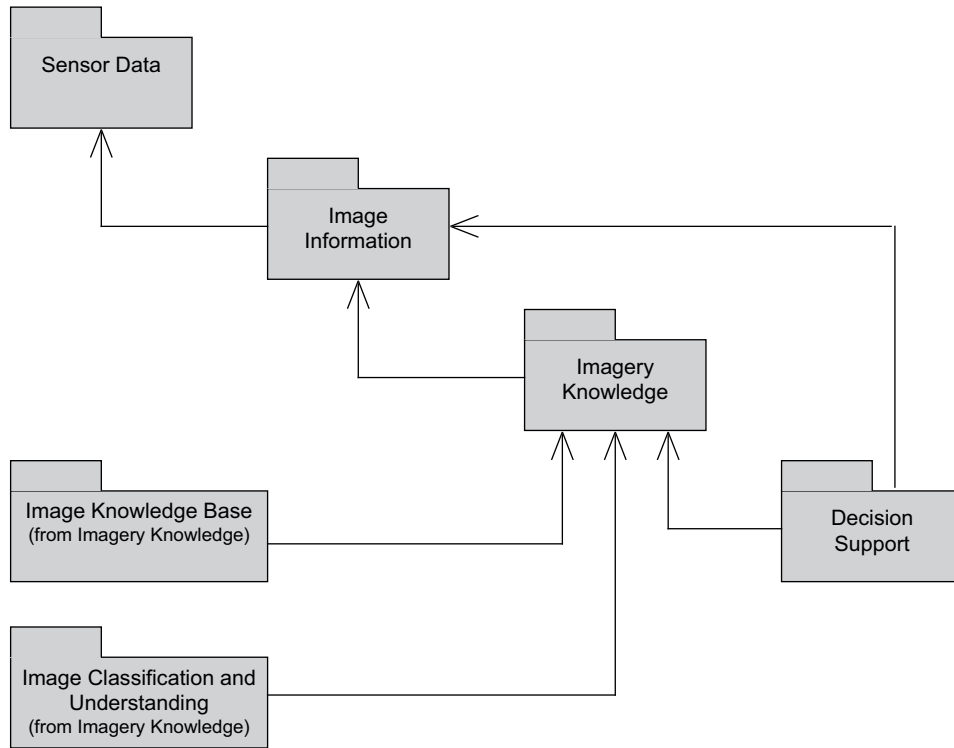 Sensor Data
Image
Information
Imagery
Knowledge
Image Knowledge Base
(from Imagery Knowledge)
Decision
Support
Image Classification and
Understanding
(from Imagery Knowledge)